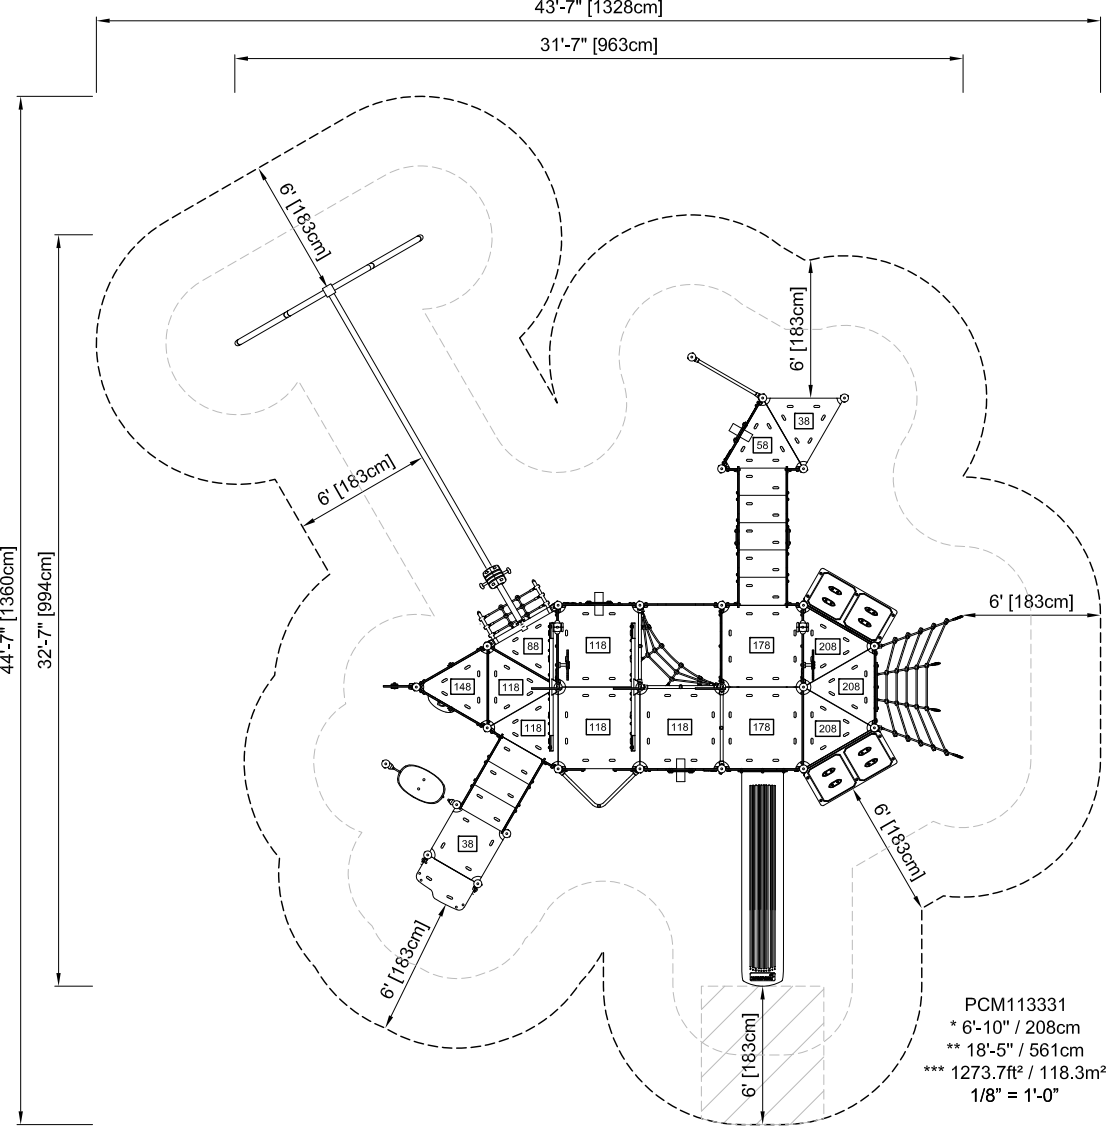 43'-7" [1328cm]
31'-7" [963cm]
44'-7" [1360cm]
32'-7" [994cm]
6' [183cm]
6' [183cm]
6' [183cm]
38
58
6' [183cm]
88
118
178
208
148
118
208
118
118
118
178
208
38
6' [183cm]
6' [183cm]
6' [183cm]
PCM113331
* 6'-10" / 208cm
** 18'-5" / 561cm
*** 1273.7ft² / 118.3m²
1/8” = 1'-0”